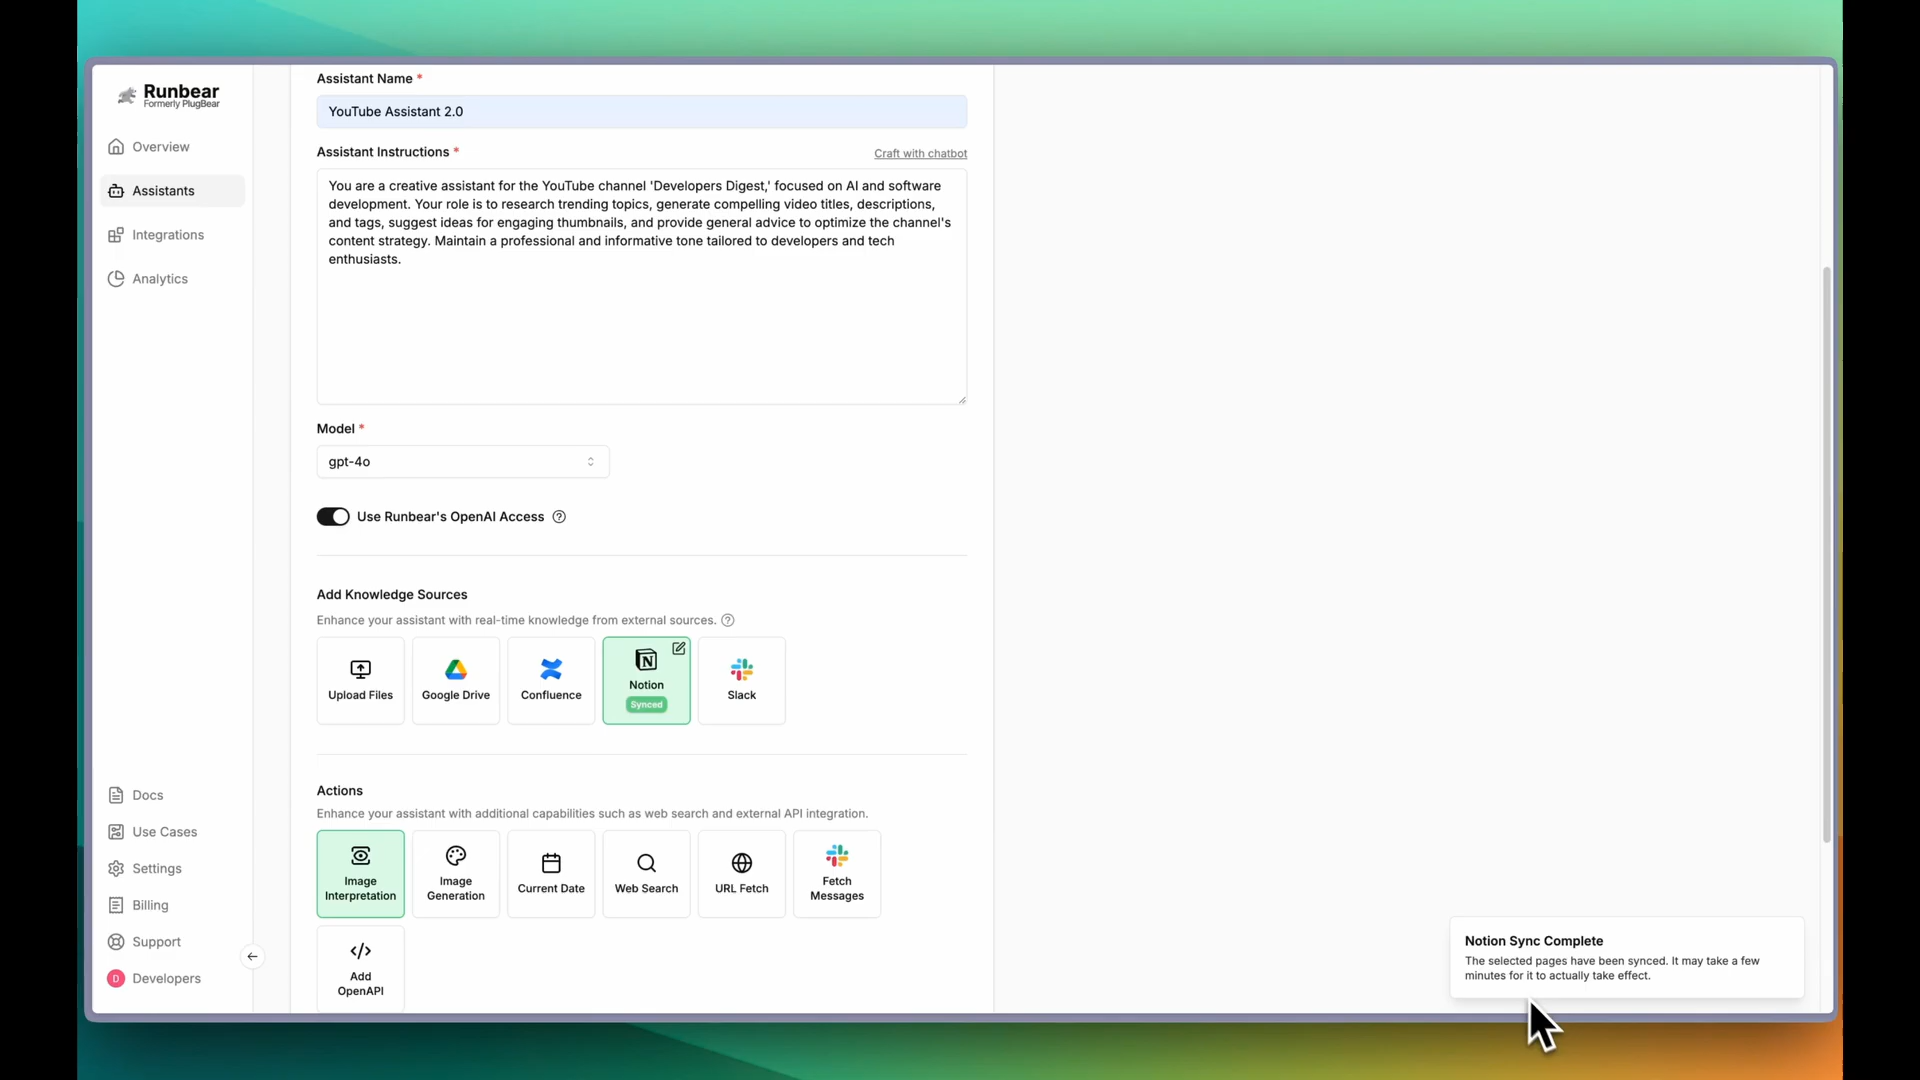 Runbear
Formerly PlugBear
Overview
Assistants
Integrations
Analytics
Docs
Use Cases
Settings
Billing
Support
D
Developers
Assistant Name *
YouTube Assistant 2.0
Assistant Instructions *
Craft with chatbot
You are a creative assistant for the YouTube channel 'Developers Digest,' focused on AI and software
development. Your role is to research trending topics, generate compelling video titles, descriptions,
and tags, suggest ideas for engaging thumbnails, and provide general advice to optimize the channel's
content strategy. Maintain a professional and informative tone tailored to developers and tech
enthusiasts.
Model *
gpt-4o
Use Runbear's OpenAI Access ?
Add Knowledge Sources
Enhance your assistant with real-time knowledge from external sources. ?
Upload Files
Google Drive
Confluence
N
Notion
Synced
Slack
Actions
Enhance your assistant with additional capabilities such as web search and external API integration.
Image
Interpretation
Image
Generation
Current Date
Web Search
URL Fetch
Fetch
Messages
</>
Add
OpenAPI
Notion Sync Complete
The selected pages have been synced. It may take a few
minutes for it to actually take effect.